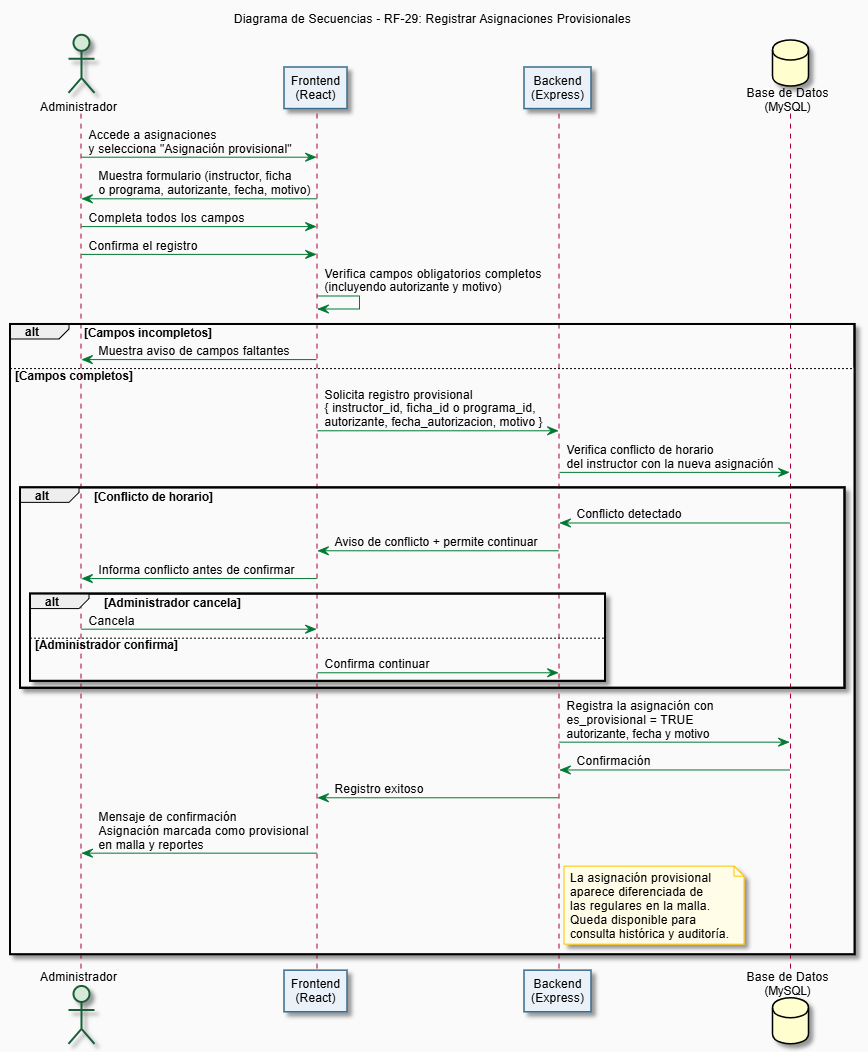 Diagrama de Secuencias - RF-29: Registrar Asignaciones Provisionales
Administrador
Frontend
(React)
Backend
(Express)
Base de Datos
(MySQL)
Accede a asignaciones
y selecciona "Asignación provisional"
Muestra formulario (instructor, ficha
o programa, autorizante, fecha, motivo)
Completa todos los campos
Confirma el registro
Verifica campos obligatorios completos
(incluyendo autorizante y motivo)
alt
[Campos incompletos]
Muestra aviso de campos faltantes
[Campos completos]
Solicita registro provisional
{ instructor_id, ficha_id o programa_id,
autorizante, fecha_autorizacion, motivo }
Verifica conflicto de horario
del instructor con la nueva asignación
alt
[Conflicto de horario]
Conflicto detectado
Aviso de conflicto + permite continuar
Informa conflicto antes de confirmar
alt
[Administrador cancela]
Cancela
[Administrador confirma]
Confirma continuar
Registra la asignación con
es_provisional = TRUE
autorizante, fecha y motivo
Confirmación
Registro exitoso
Mensaje de confirmación
Asignación marcada como provisional
en malla y reportes
La asignación provisional
aparece diferenciada de
las regulares en la malla.
Queda disponible para
consulta histórica y auditoría.
Administrador
Frontend
(React)
Backend
(Express)
Base de Datos
(MySQL)